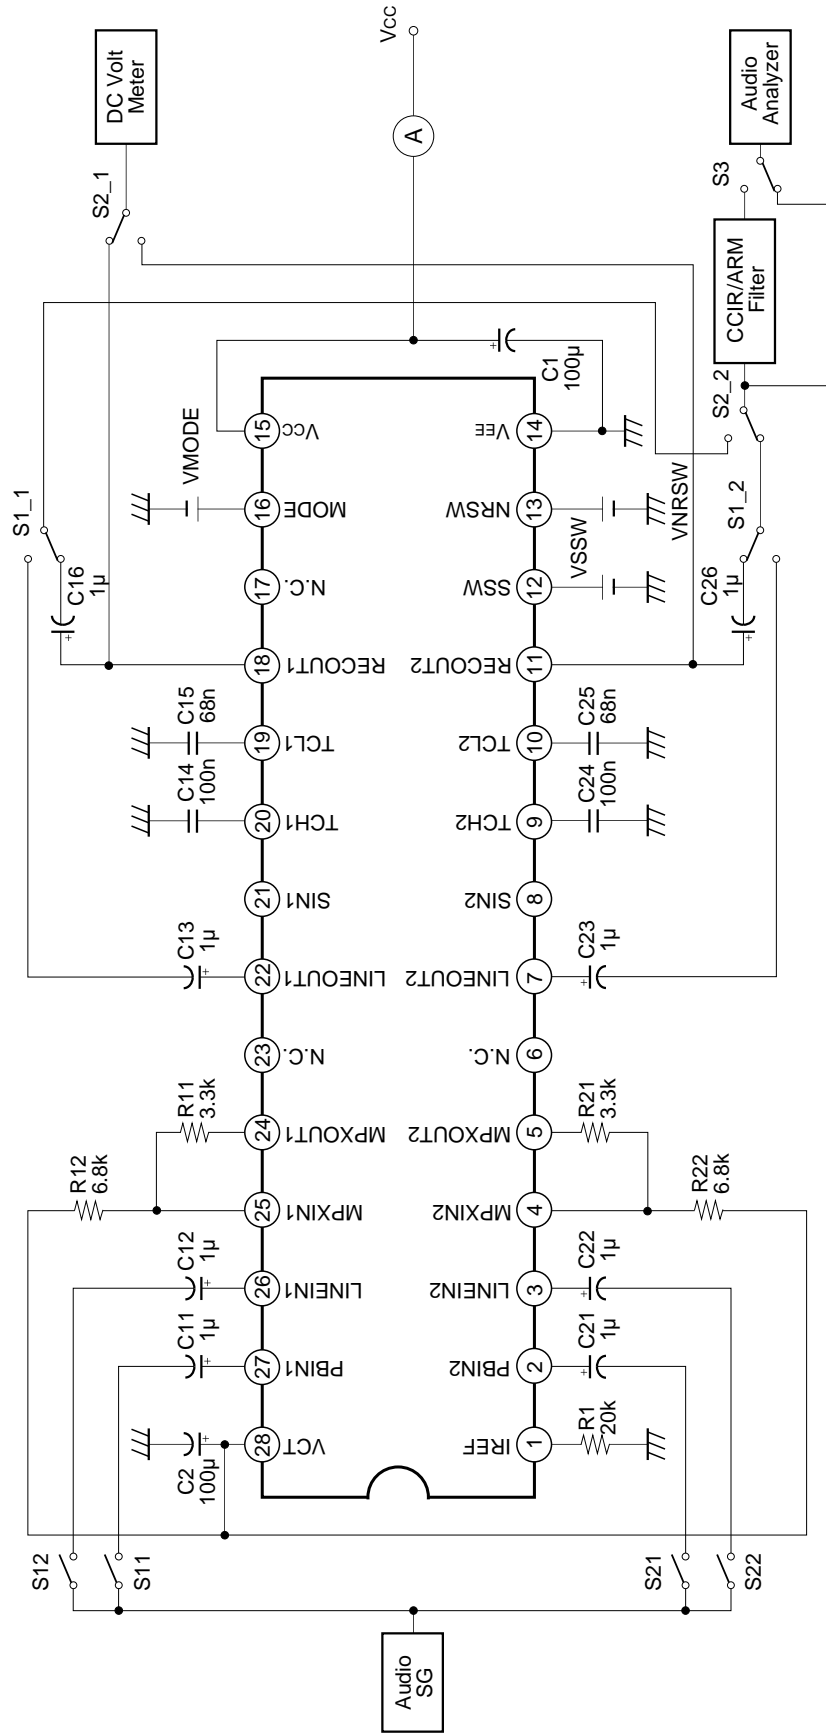 DC Volt
Meter
S2_1
VCC
A
Audio
Analyzer
S3
CCIR/ARM
Filter
S2_2
S1_1
C16
1µ
VMODE
C1
100µ
VSSW
VNRSW
S1_2
C26
1µ
15
VCC
16
MODE
17
N.C.
18
RECOUT1
19
TCL1
20
TCH1
21
SIN1
22
LINEOUT1
23
N.C.
24
MPXOUT1
25
MPXIN1
26
LINEIN1
27
PBIN1
28
VCT
14
VEE
13
NRSW
12
SSW
11
RECOUT2
10
TCL2
9
TCH2
8
SIN2
7
LINEOUT2
6
N.C.
5
MPXOUT2
4
MPXIN2
3
LINEIN2
2
PBIN2
1
IREF
C15
68n
C14
100n
C13
1µ
R11
3.3k
R12
6.8k
C12
1µ
C11
1µ
C2
100µ
C25
68n
C24
100n
C23
1µ
R21
3.3k
R22
6.8k
C22
1µ
C21
1µ
R1
20k
S12
S11
S21
S22
Audio
SG